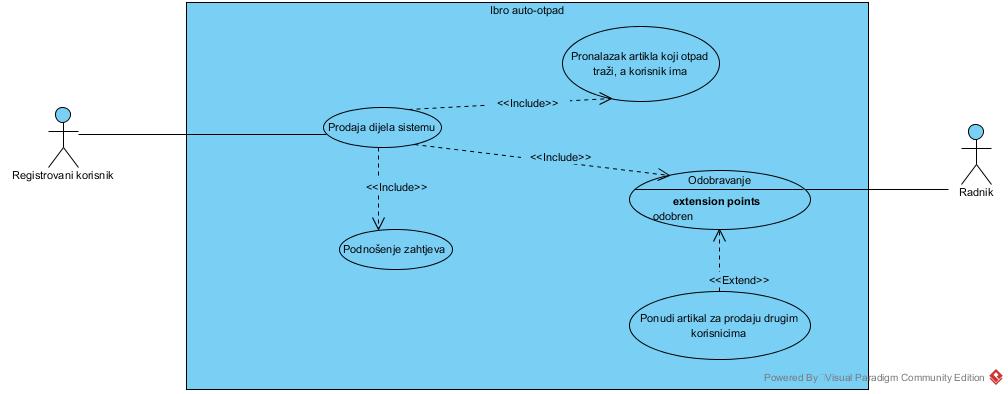 Ibro auto-otpad
Pronalazak artikla koji otpad
traži, a korisnik ima
<<Include>>
Prodaja dijela sistemu
<<Include>>
Registrovani korisnik
Odobravanje
extension points
odobren
Radnik
<<Include>>
Podnošenje zahtjeva
<<Extend>>
Ponudi artikal za prodaju drugim
korisnicima
Powered By Visual Paradigm Community Edition